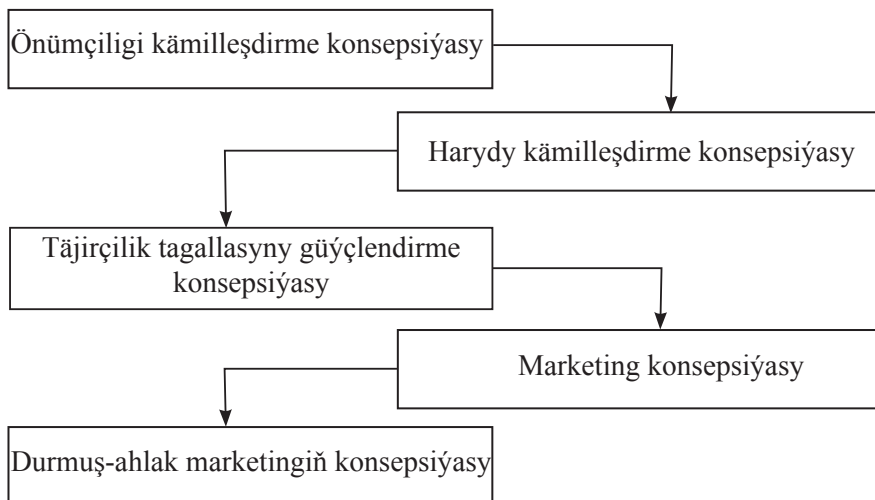 Önümçiligi kämilleşdirme konsepsiýasy
Harydy kämilleşdirme konsepsiýasy
Täjirçilik tagallasyny güýçlendirme
konsepsiýasy
Marketing konsepsiýasy
Durmuş-ahlak marketingiň konsepsiýasy